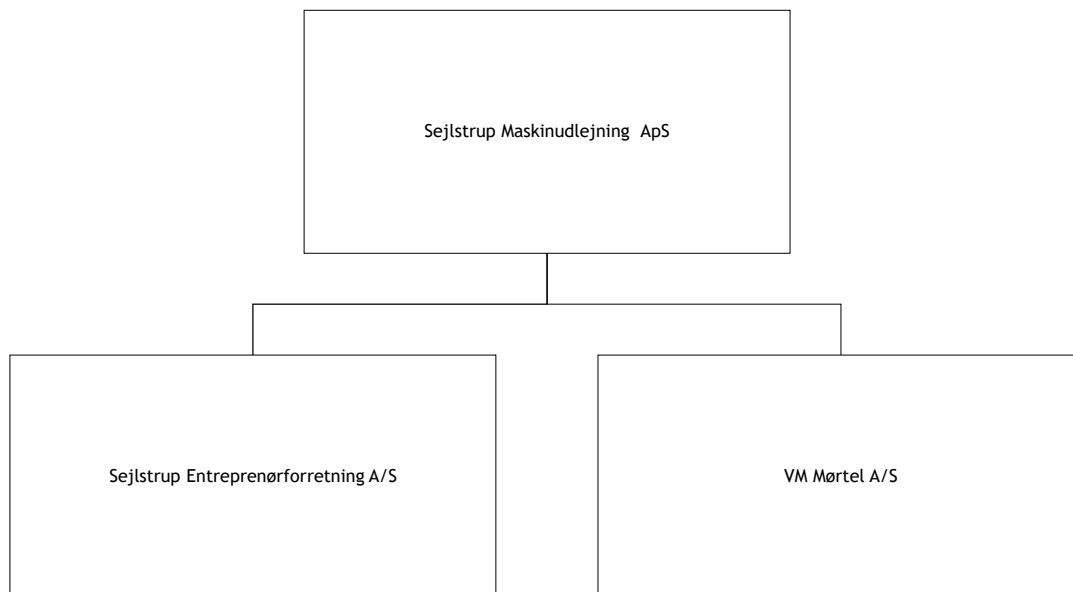 Sejlstrup Maskinudlejning ApS
Sejlstrup Entreprenørforretning A/S
VM Mørtel A/S